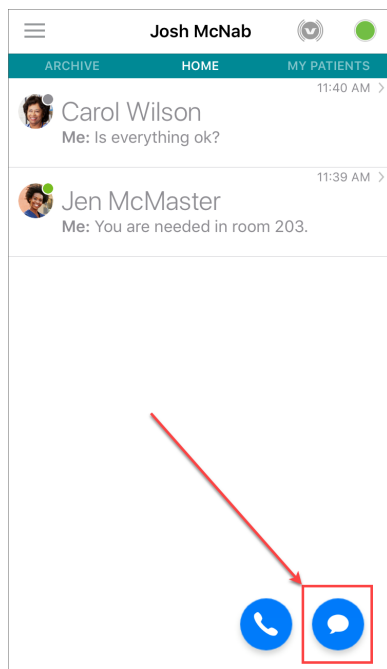 Josh McNab
ARCHIVE HOME MY PATIENTS
11:40 AM
Carol Wilson
Me: Is everything ok?
11:39 AM
Jen McMaster
Me: You are needed in room 203.